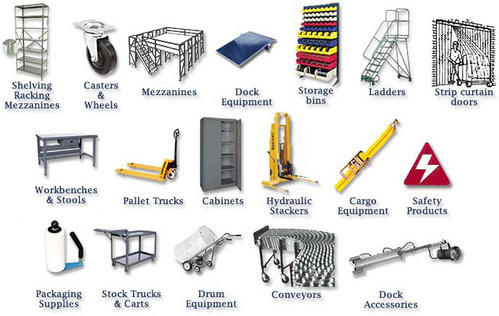 Shelving
Racking
Mezzanines
Casters
&
Wheels
Mezzanines
Dock
Equipment
Storage
bins
Ladders
Strip curtain
doors
Workbenches
& Stools
Pallet Trucks
Cabinets
Hydraulic
Stackers
Cargo
Equipment
Safety
Products
Packaging
Supplies
Stock Trucks
& Carts
Drum
Equipment
Conveyors
Dock
Accessories